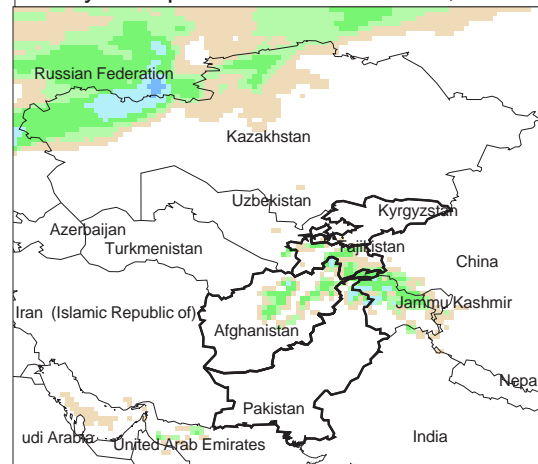 Russian Federation
Kazakhstan
Uzbekistan
Kyrgyzstan
Azerbaijan
Turkmenistan
Tajikistan
China
Iran (Islamic Republic of)
Jammu Kashmir
Afghanistan
Nepa
Pakistan
udi Arabia
United Arab Emirates
India